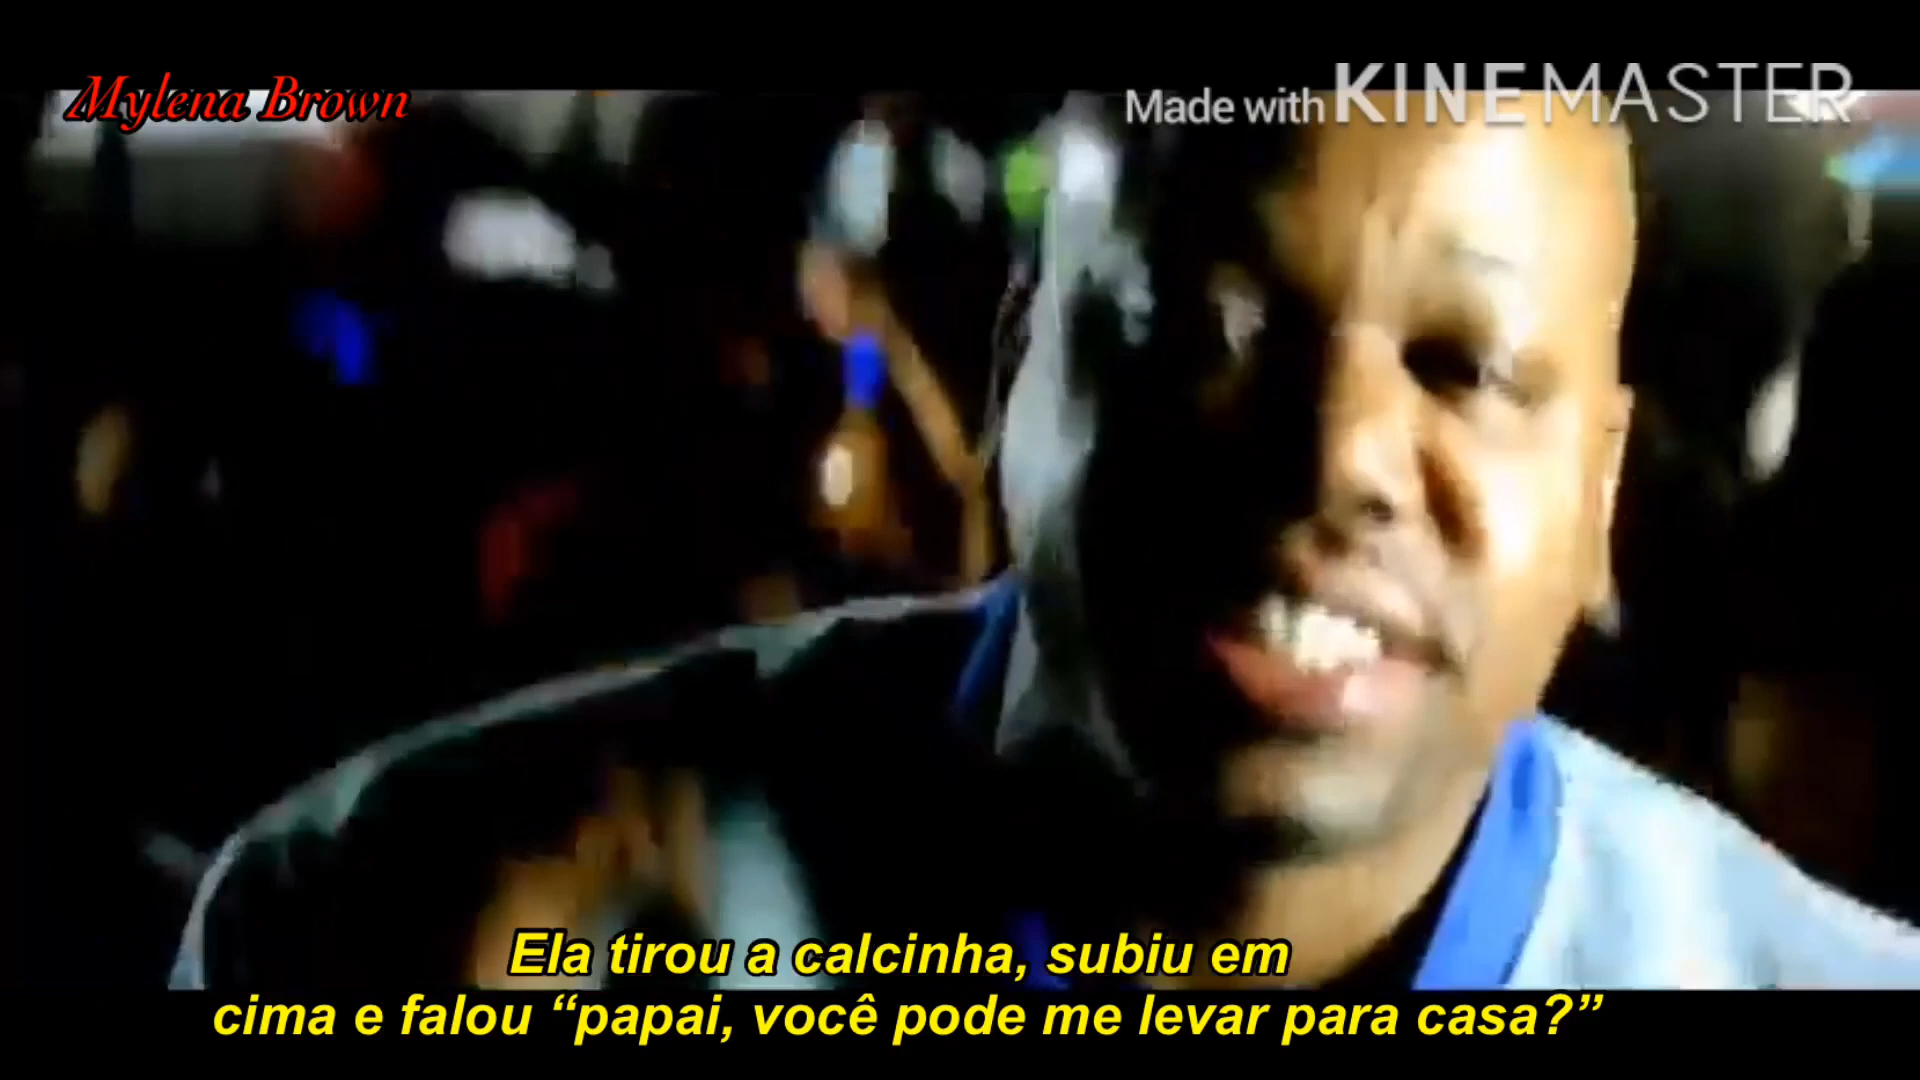 Mylena Brown
Made with KINEMASTER
Ela tirou a calcinha, subiu em
cima e falou “papai, você pode me levar para casa?”